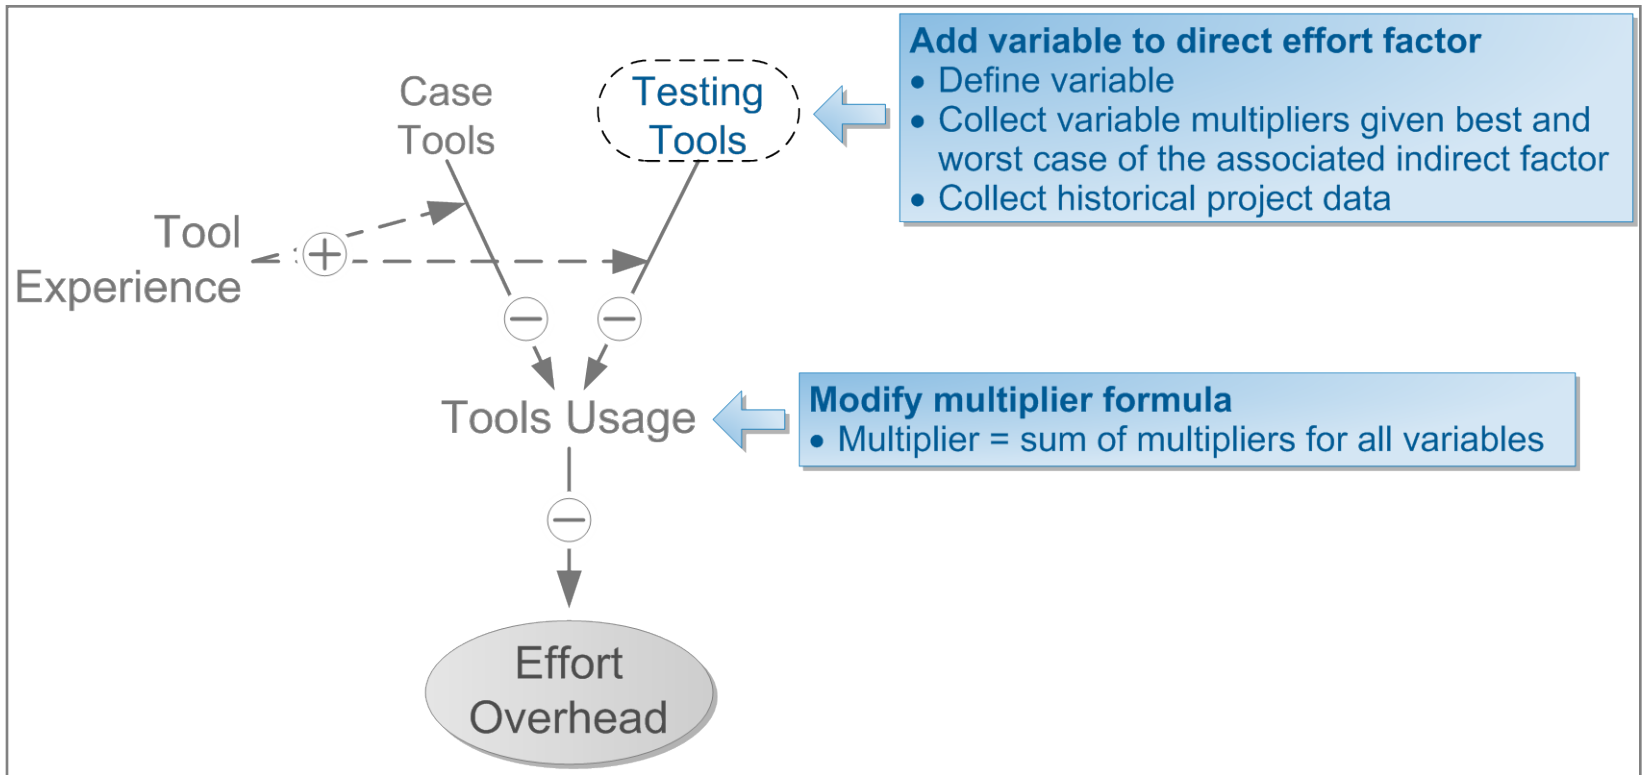 Case
Tools
Testing
Tools
Add variable to direct effort factor
• Define variable
• Collect variable multipliers given best and
worst case of the associated indirect factor
• Collect historical project data
Tool
Experience
+
−
−
Tools Usage
Modify multiplier formula
• Multiplier = sum of multipliers for all variables
−
Effort
Overhead